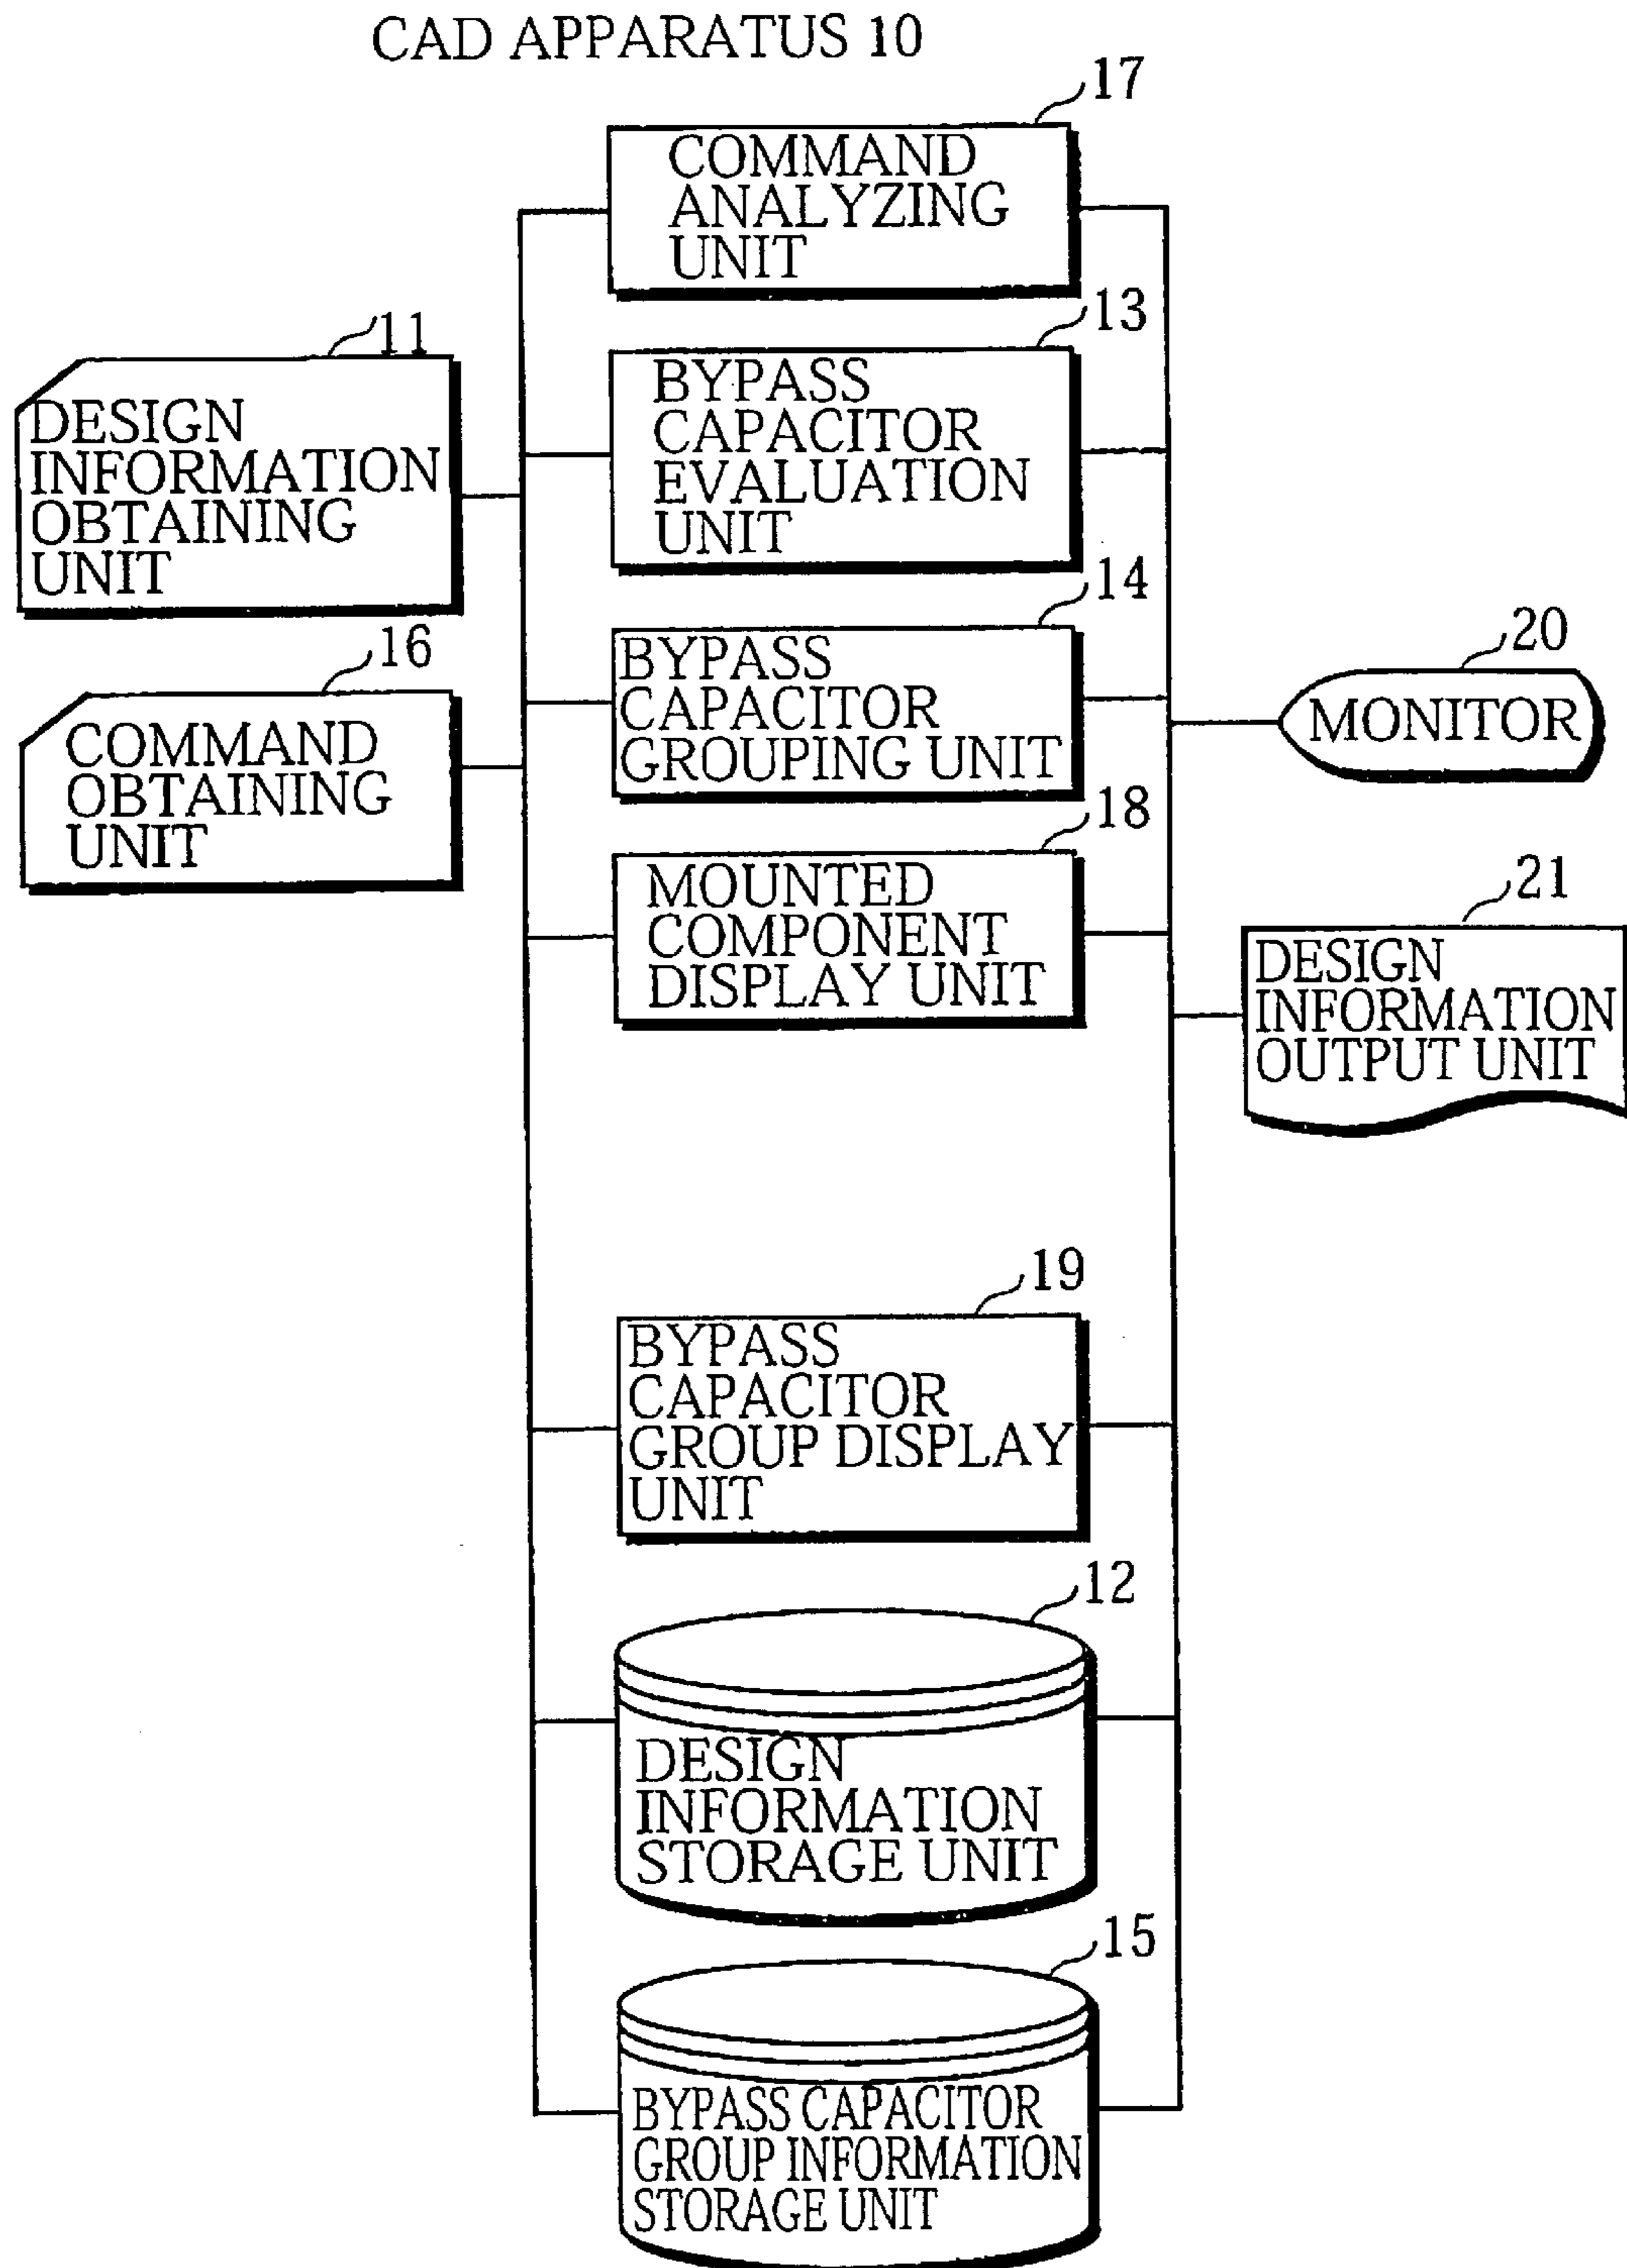 CAD APPARATUS 10
17
COMMAND
ANALYZING
UNIT
11
DESIGN
INFORMATION
OBTAINING
UNIT
13
BYPASS
CAPACITOR
EVALUATION
UNIT
16
COMMAND
OBTAINING
UNIT
14
BYPASS
CAPACITOR
GROUPING UNIT
20
MONITOR
18
MOUNTED
COMPONENT
DISPLAY UNIT
21
DESIGN
INFORMATION
OUTPUT UNIT
19
BYPASS
CAPACITOR
GROUP DISPLAY
UNIT
12
DESIGN
INFORMATION
STORAGE UNIT
15
BYPASS CAPACITOR
GROUP INFORMATION
STORAGE UNIT